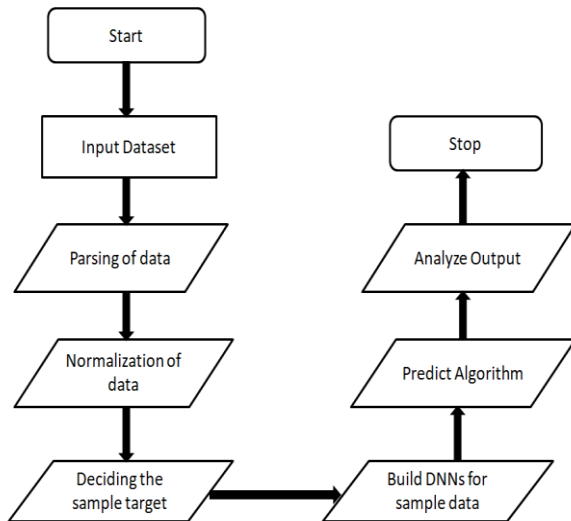 Start
Input Dataset
Parsing of data
Normalization of
data
Deciding the
sample target
Build DNNs for
sample data
Predict Algorithm
Analyze Output
Stop